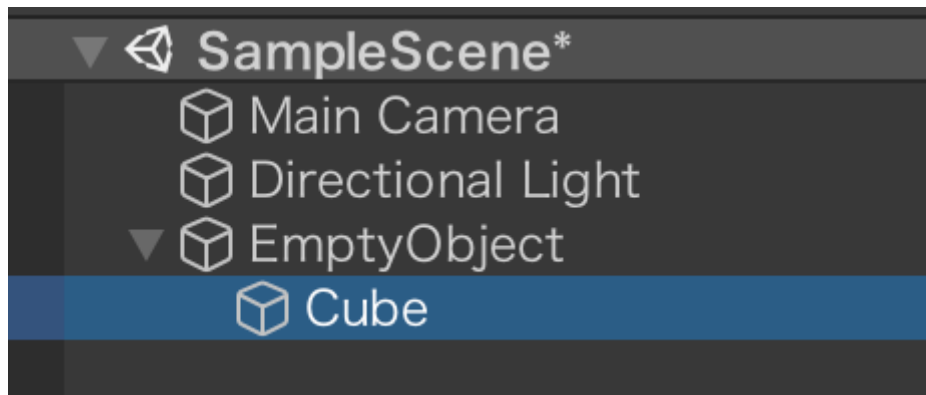 SampleScene*
Main Camera
Directional Light
EmptyObject
Cube